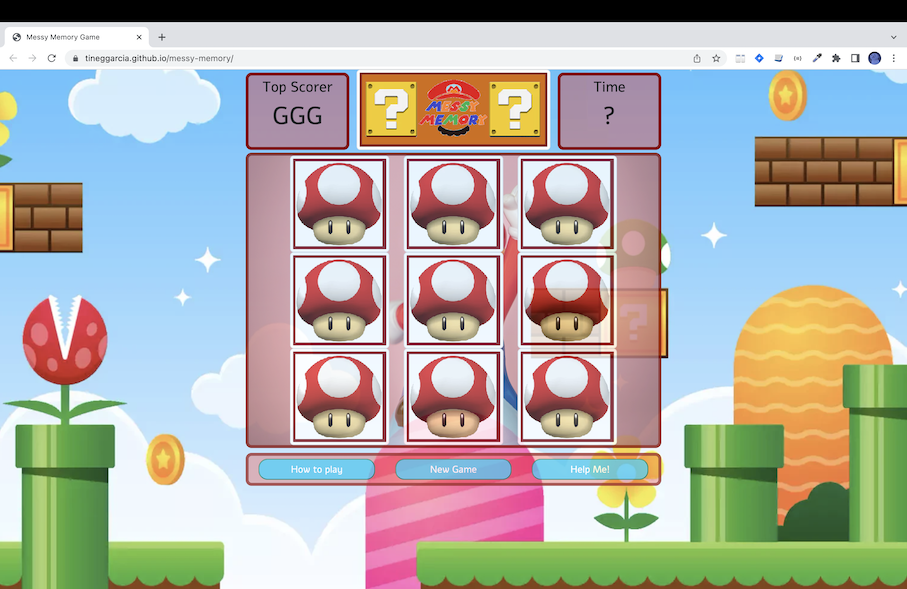 Messy Memory Game
tineggarcia.github.io/messy-memory/
Top Scorer
GGG
?
MESSY
MEMORY
?
Time
?
?
How to play
New Game
Help Me!